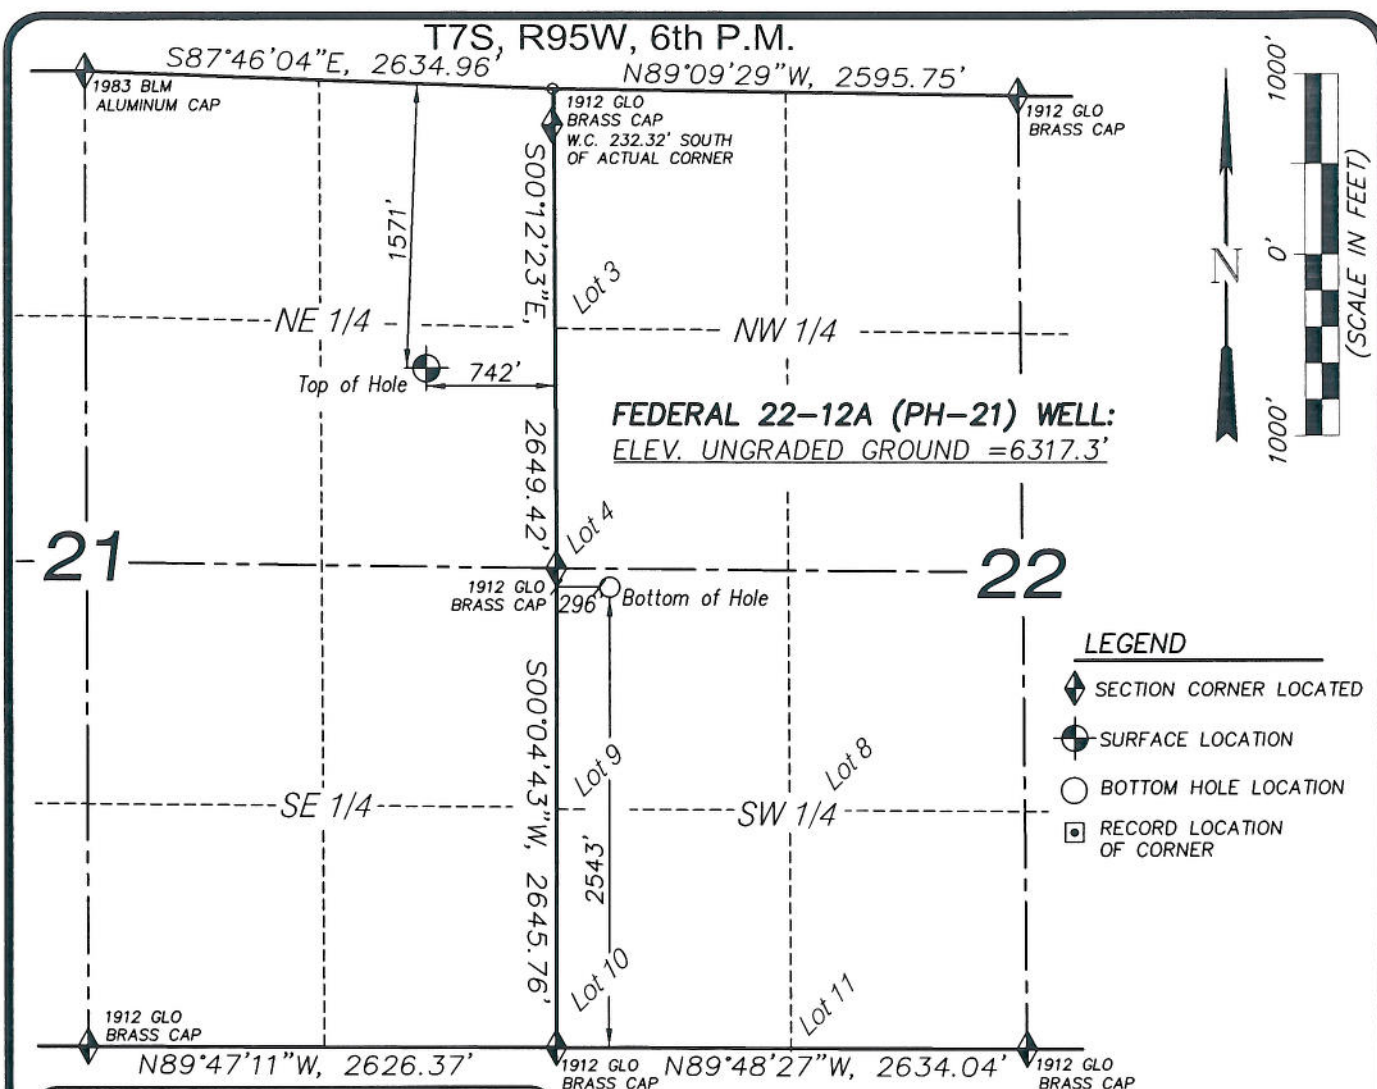 T7S, R95W, 6th P.M.
S87°46'04"E, 2634.96'
N89°09'29"W, 2595.75'
1983 BLM
ALUMINUM CAP
1912 GLO
BRASS CAP
W.C. 232.32' SOUTH
OF ACTUAL CORNER
1912 GLO
BRASS CAP
1000'
0'
1000'
(SCALE IN FEET)
N
1571'
S00°12'23"E, 2649.42'
Lot 3
NE 1/4
NW 1/4
Top of Hole
742'
FEDERAL 22-12A (PH-21) WELL:
ELEV. UNGRADED GROUND =6317.3'
Lot 4
21
22
1912 GLO
BRASS CAP
296'
Bottom of Hole
LEGEND
SECTION CORNER LOCATED
SURFACE LOCATION
BOTTOM HOLE LOCATION
RECORD LOCATION
OF CORNER
S00°04'43"W, 2645.76'
Lot 9
Lot 8
SE 1/4
SW 1/4
2543'
Lot 10
Lot 11
1912 GLO
BRASS CAP
N89°47'11"W, 2626.37'
1912 GLO
BRASS CAP
N89°48'27"W, 2634.04'
1912 GLO
BRASS CAP